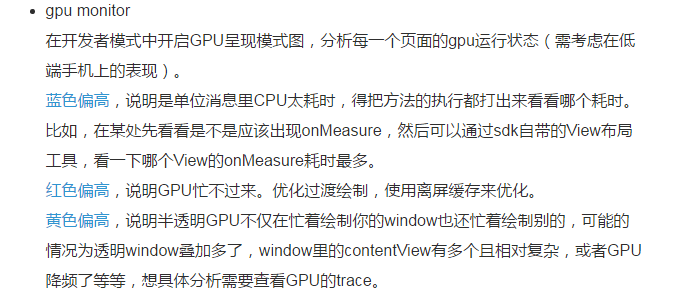 gpu monitor
在开发者模式中开启GPU呈现模式图，分析每一个页面的gpu运行状态（需考虑在低
端手机上的表现）。
蓝色偏高，说明是单位消息里CPU太耗时，得把方法的执行都打出来看看哪个耗时。
比如，在某处先看看是不是应该出现onMeasure，然后可以通过sdk自带的View布局
工具，看一下哪个View的onMeasure耗时最多。
红色偏高，说明GPU忙不过来。优化过渡绘制，使用离屏缓存来优化。
黄色偏高，说明半透明GPU不仅在忙着绘制你的window也还忙着绘制别的，可能的
情况为透明window叠加多了，window里的contentView有多个且相对复杂，或者GPU
降频了等等，想具体分析需要查看GPU的trace。